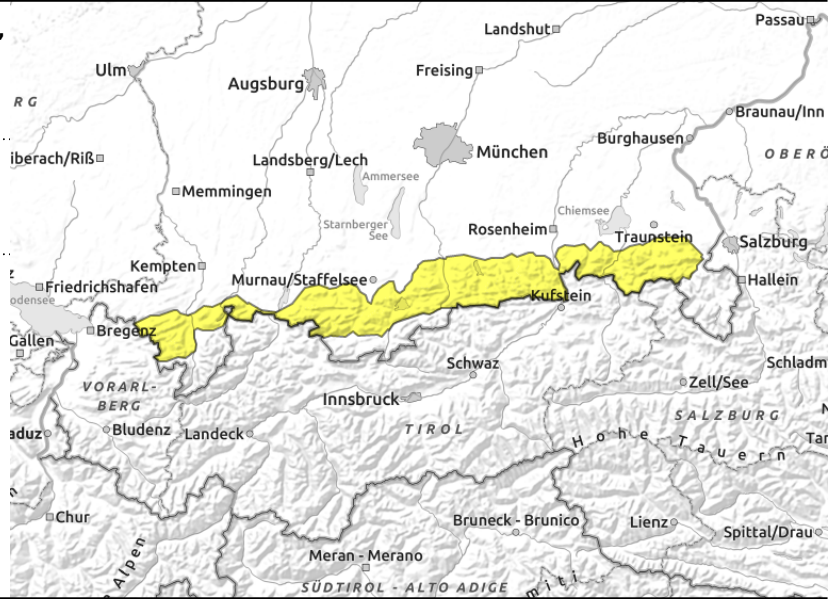 Passau
Landshut
Ulm
Freising
Augsburg
RG
Braunau/Inn
Burghausen
iberach/Riß
Landsberg/Lech
München
OBERÖ
Ammersee
Memmingen
Chiemsee
Starnberger
See
Rosenheim
Traunstein
Salzburg
Kempten
z
Murnau/Staffelsee
Hallein
Friedrichshafen
odensee
Kufstein
Bregenz
Gallen
Schwaz
Schladm
VORARL-
BERG
Zell/See
Innsbruck
SALZBURG
Bludenz
Landeck
TIROL
aduz
Hohe Tauern
Tar
Chur
Bruneck - Brunico
Lienz
Spittal/Drau
Alpen
Meran - Merano
SÜDTIROL - ALTO ADIGE
miti